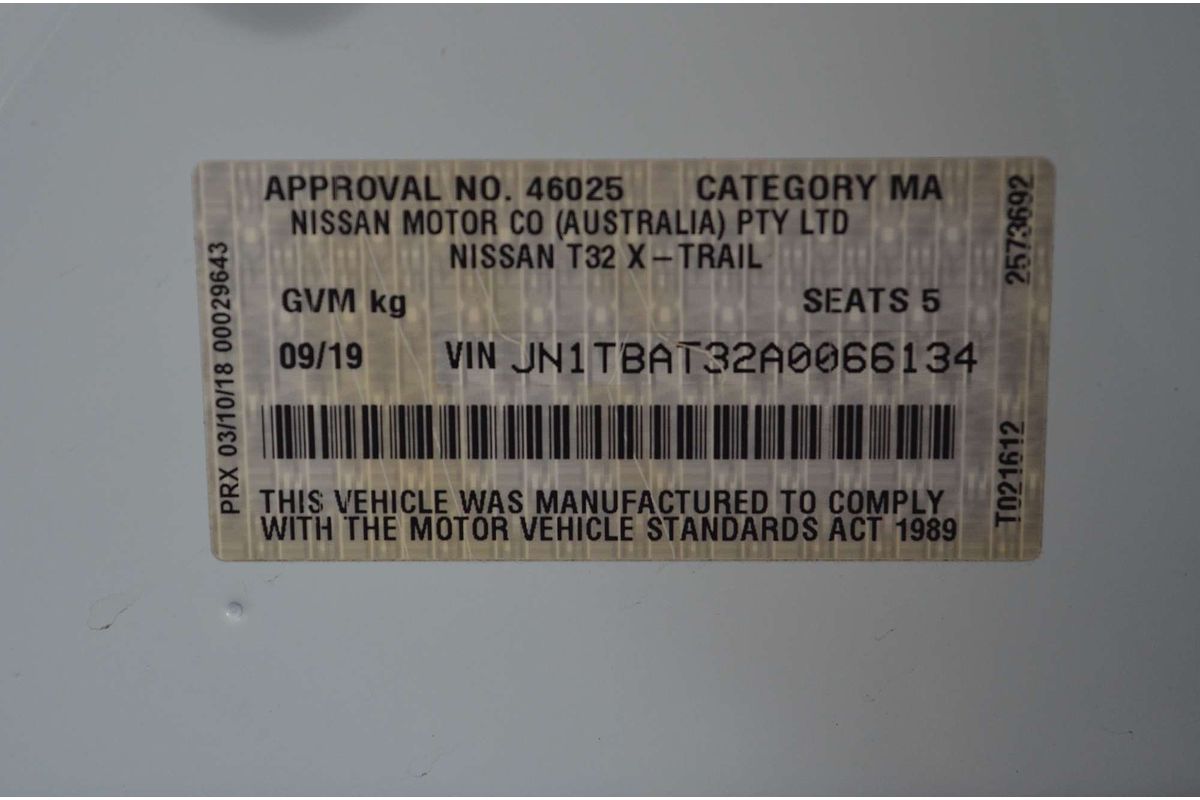 APPROVAL NO. 46025 CATEGORY MA
NISSAN MOTOR CO (AUSTRALIA) PTY LTD
NISSAN T32 X-TRAIL
GVM kg SEATS 5
09/19 VIN JN1TBAT32A0066134
THIS VEHICLE WAS MANUFACTURED TO COMPLY
WITH THE MOTOR VEHICLE STANDARDS ACT 1989
PRX 03/10/18 00029643
2573692
T021612